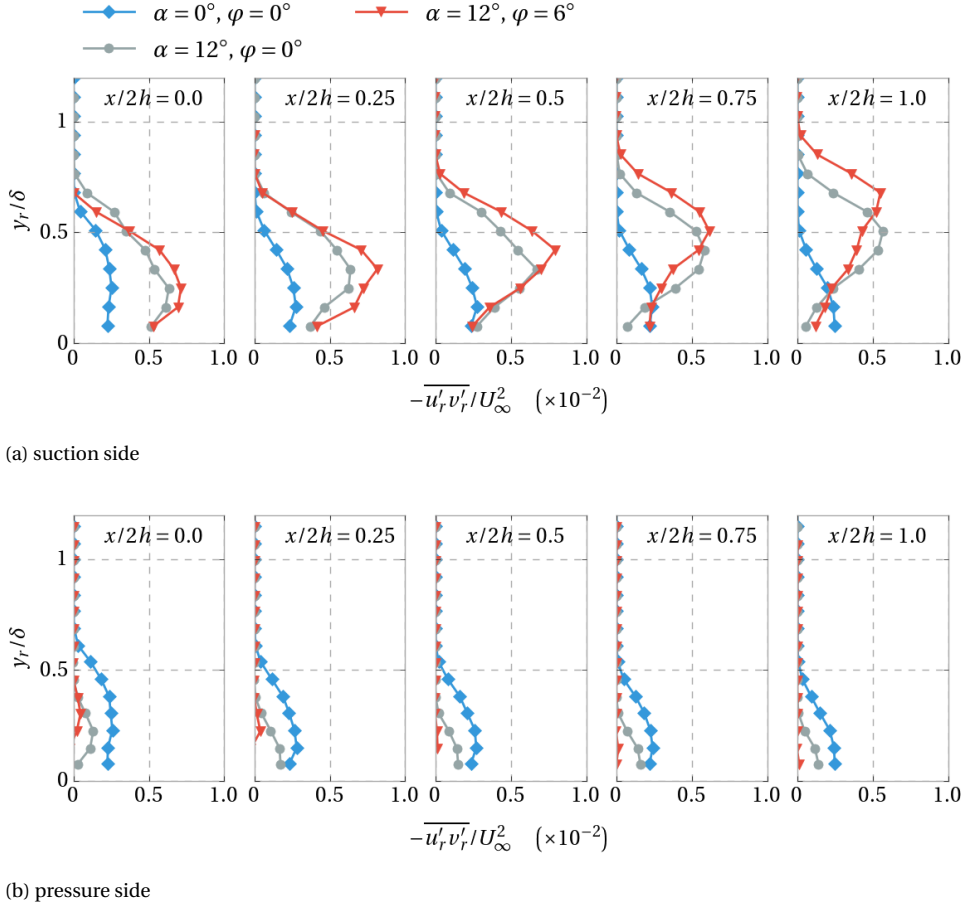 α = 0°, φ = 0°
α = 12°, φ = 6°
α = 12°, φ = 0°
x/2h = 0.0
x/2h = 0.25
x/2h = 0.5
x/2h = 0.75
x/2h = 1.0
1
0.5
0
y_r/δ
0 0.5 1.0 0 0.5 1.0 0 0.5 1.0 0 0.5 1.0 0 0.5 1.0
−\overline{u′_r v′_r}/U²_∞ (×10⁻²)
(a) suction side
x/2h = 0.0
x/2h = 0.25
x/2h = 0.5
x/2h = 0.75
x/2h = 1.0
1
0.5
0
y_r/δ
0 0.5 1.0 0 0.5 1.0 0 0.5 1.0 0 0.5 1.0 0 0.5 1.0
−\overline{u′_r v′_r}/U²_∞ (×10⁻²)
(b) pressure side